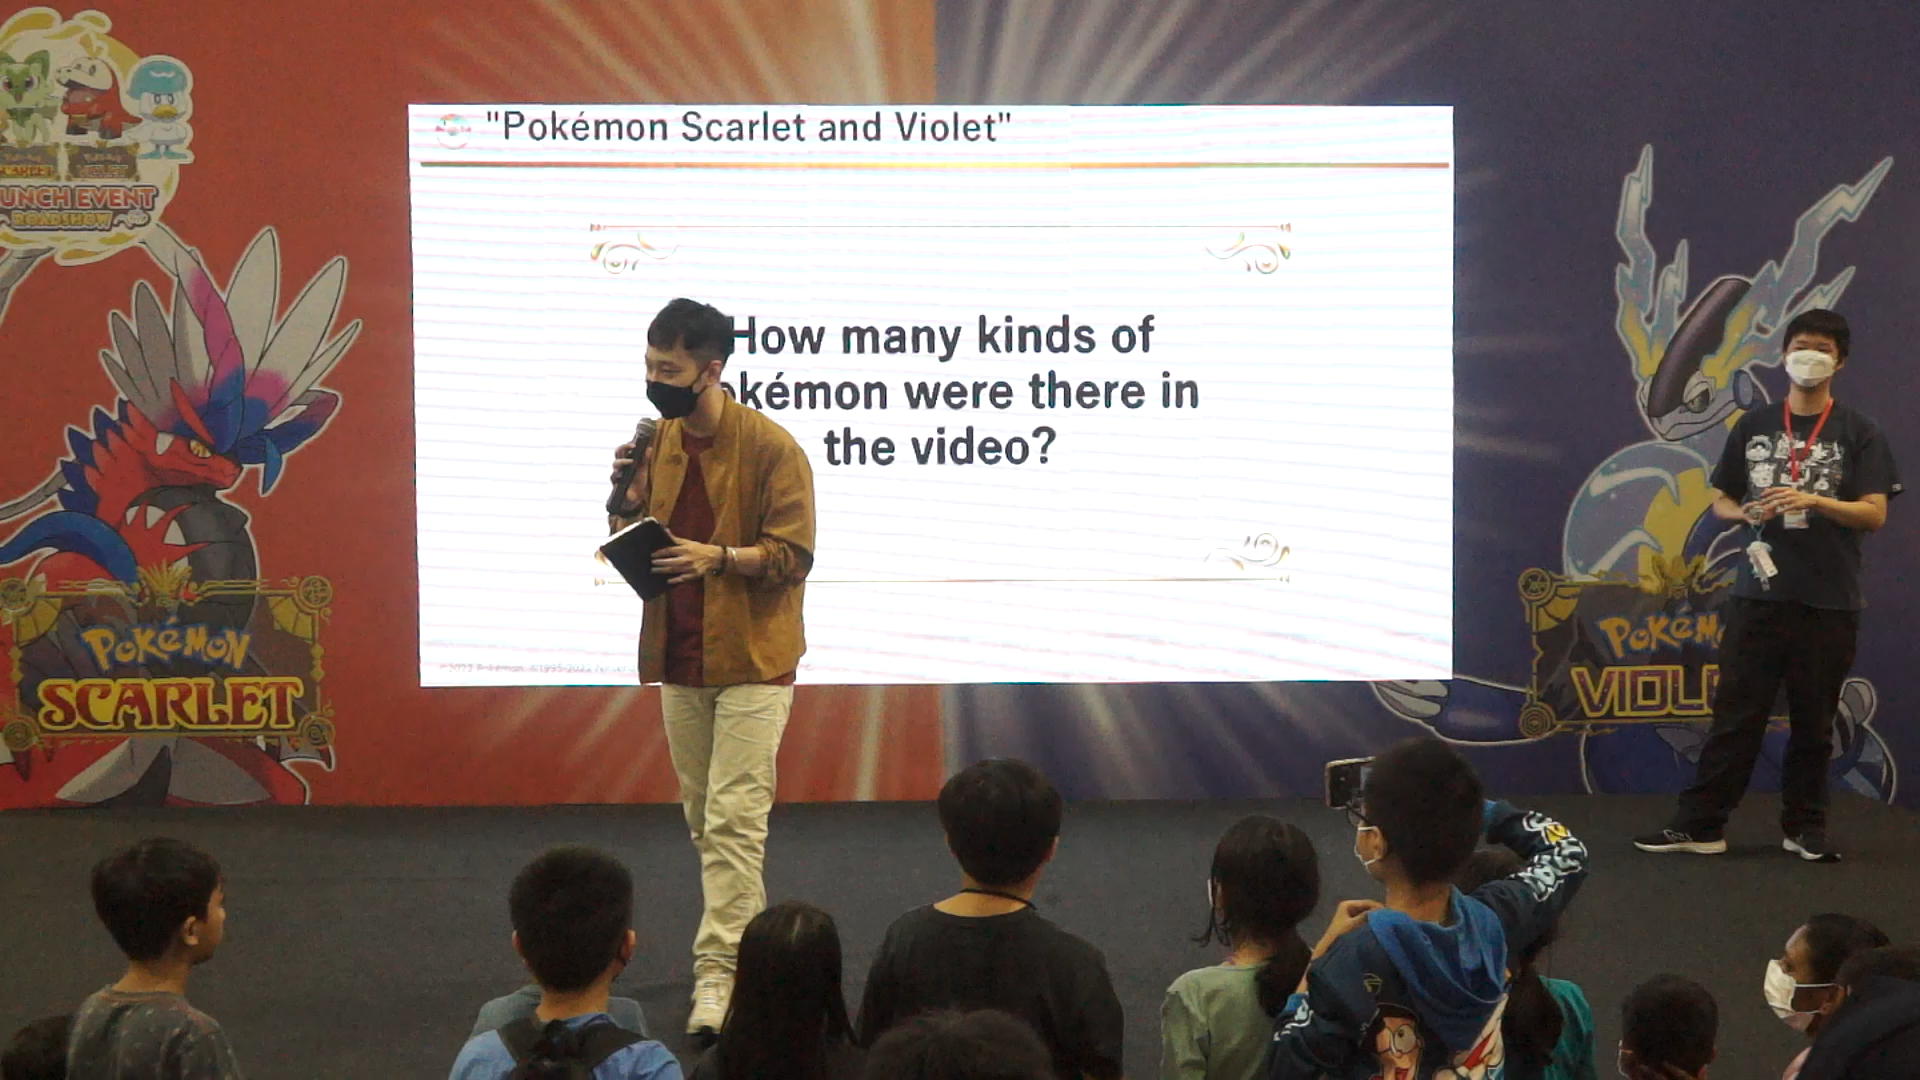 "Pokémon Scarlet and Violet"
UNCH EVENT
ROADSHOW
How many kinds of
okémon were there in
the video?
POKéMON
SCARLET
POKéM
VIOL